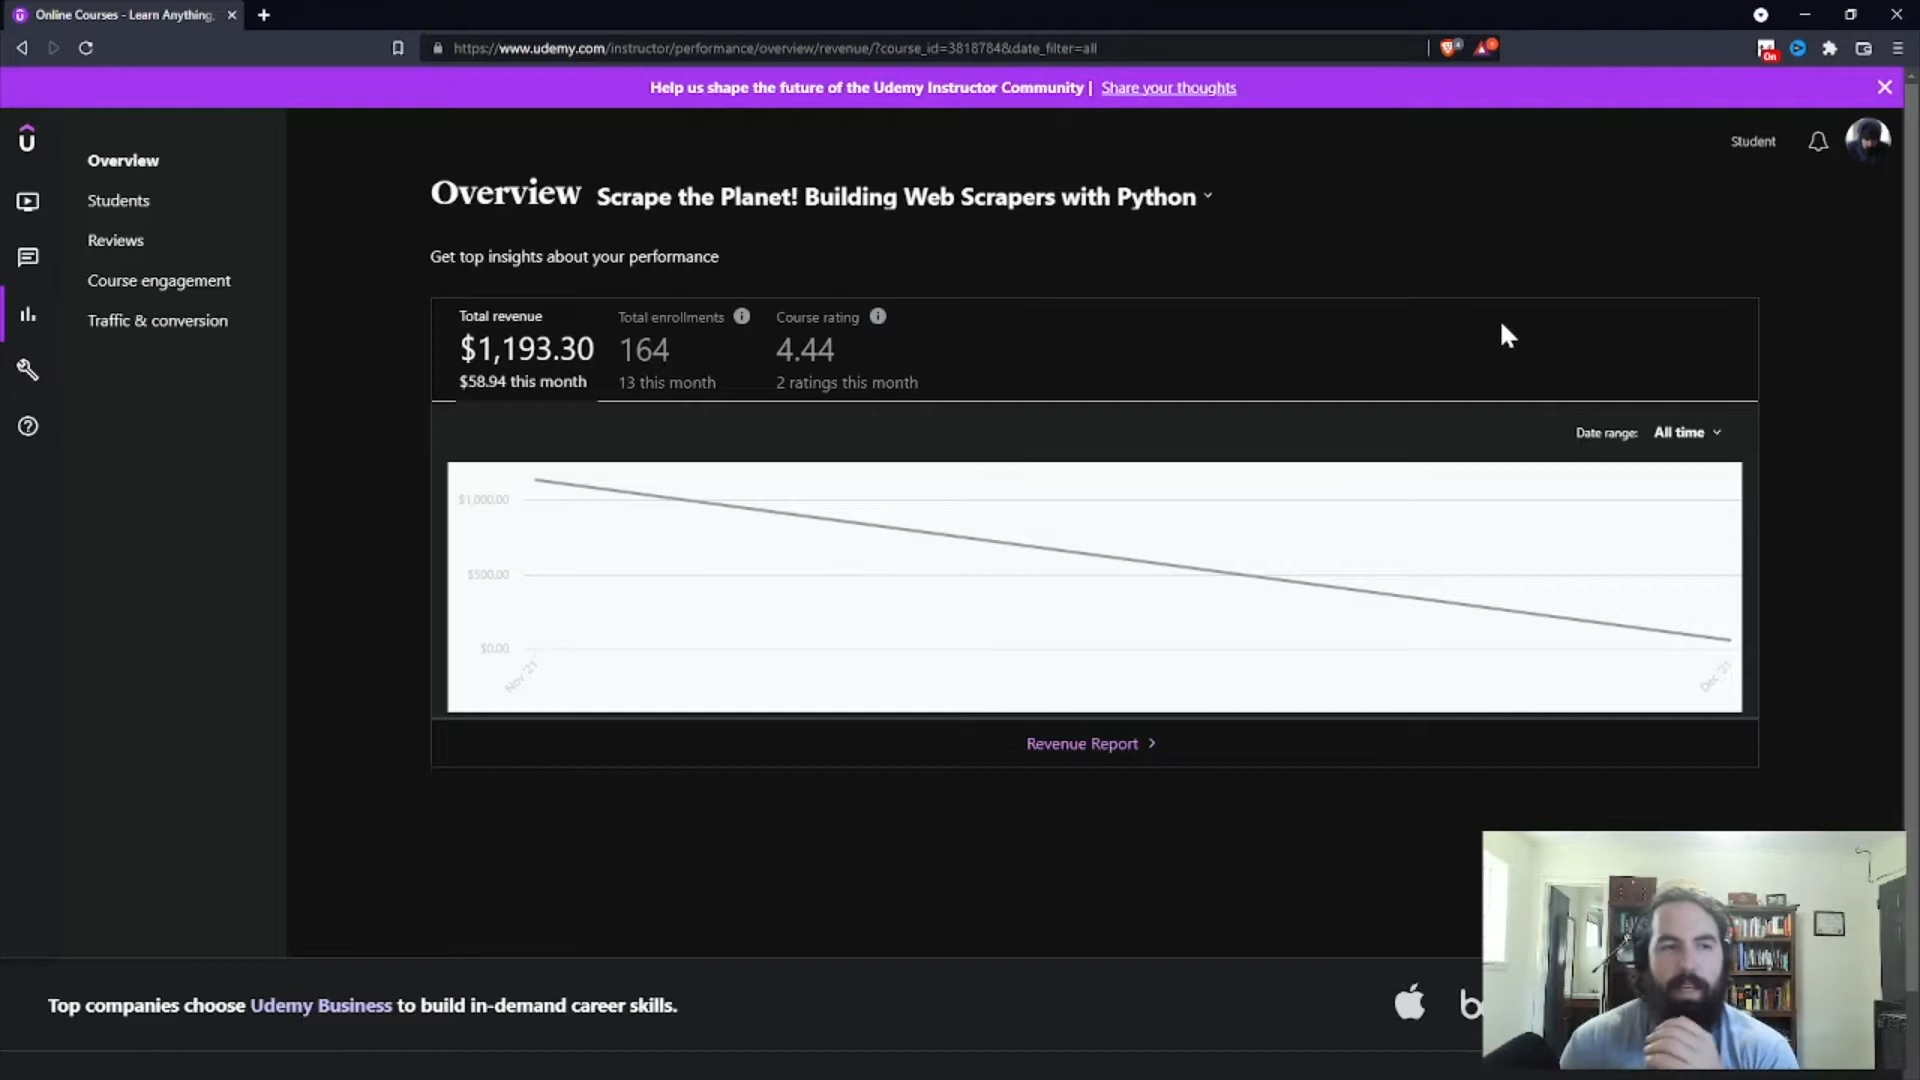 Online Courses - Learn Anything,
https://www.udemy.com/instructor/performance/overview/revenue/?course_id=3818784&date_filter=all
On
Help us shape the future of the Udemy Instructor Community | Share your thoughts
Student
Overview
Students
Reviews
Course engagement
Traffic & conversion
Overview Scrape the Planet! Building Web Scrapers with Python
Get top insights about your performance
Total revenue
$1,193.30
$58.94 this month
Total enrollments
164
13 this month
Course rating
4.44
2 ratings this month
Date range: All time
$1,000.00
$500.00
$0.00
Nov '21
Dec '21
Revenue Report
Top companies choose Udemy Business to build in-demand career skills.